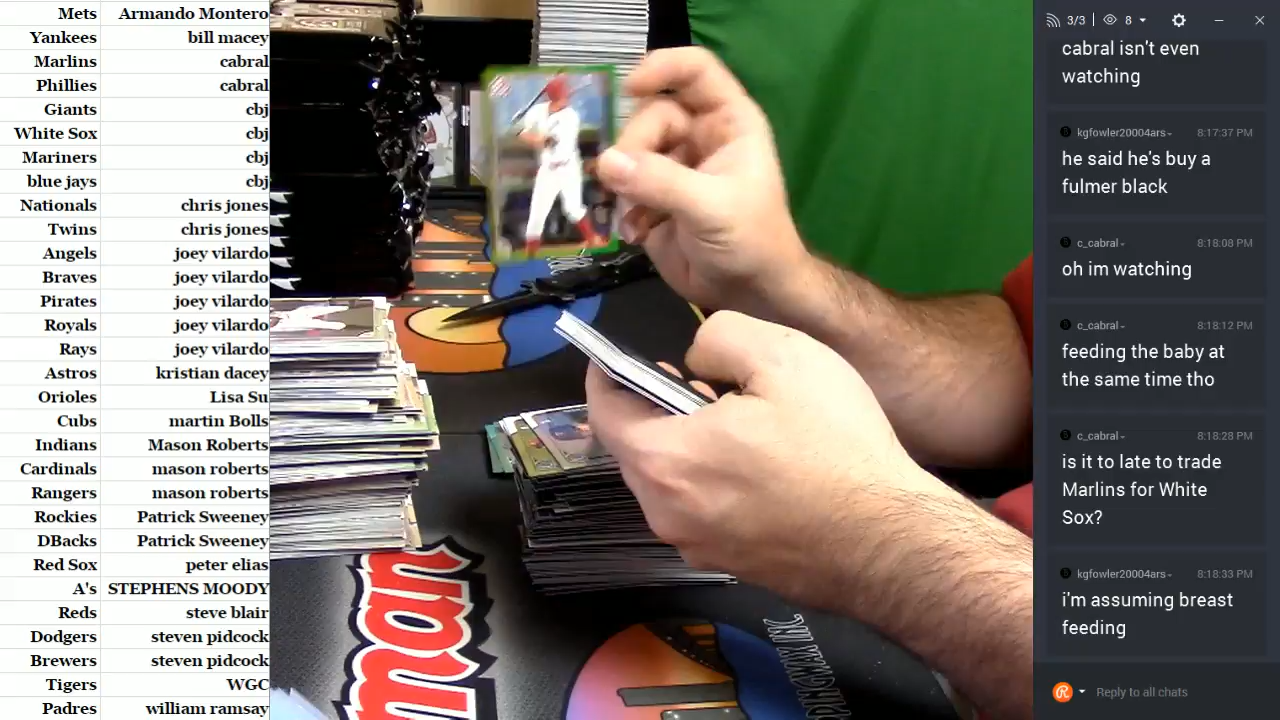 Mets Armando Montero
Yankees bill macey
Marlins cabral
Phillies cabral
Giants cbj
White Sox cbj
Mariners cbj
blue jays cbj
Nationals chris jones
Twins chris jones
Angels joey vilardo
Braves joey vilardo
Pirates joey vilardo
Royals joey vilardo
Rays joey vilardo
Astros kristian dacey
Orioles Lisa Su
Cubs martin Bolls
Indians Mason Roberts
Cardinals mason roberts
Rangers mason roberts
Rockies Patrick Sweeney
DBacks Patrick Sweeney
Red Sox peter elias
A's STEPHENS MOODY
Reds steve blair
Dodgers steven pidcock
Brewers steven pidcock
Tigers WGC
Padres william ramsay
3/3 8
cabral isn't even
watching
kgfowler20004ars 8:17:37 PM
he said he's buy a
fulmer black
c_cabral 8:18:08 PM
oh im watching
c_cabral 8:18:12 PM
feeding the baby at
the same time tho
c_cabral 8:18:28 PM
is it to late to trade
Marlins for White
Sox?
kgfowler20004ars 8:18:33 PM
i'm assuming breast
feeding
Reply to all chats